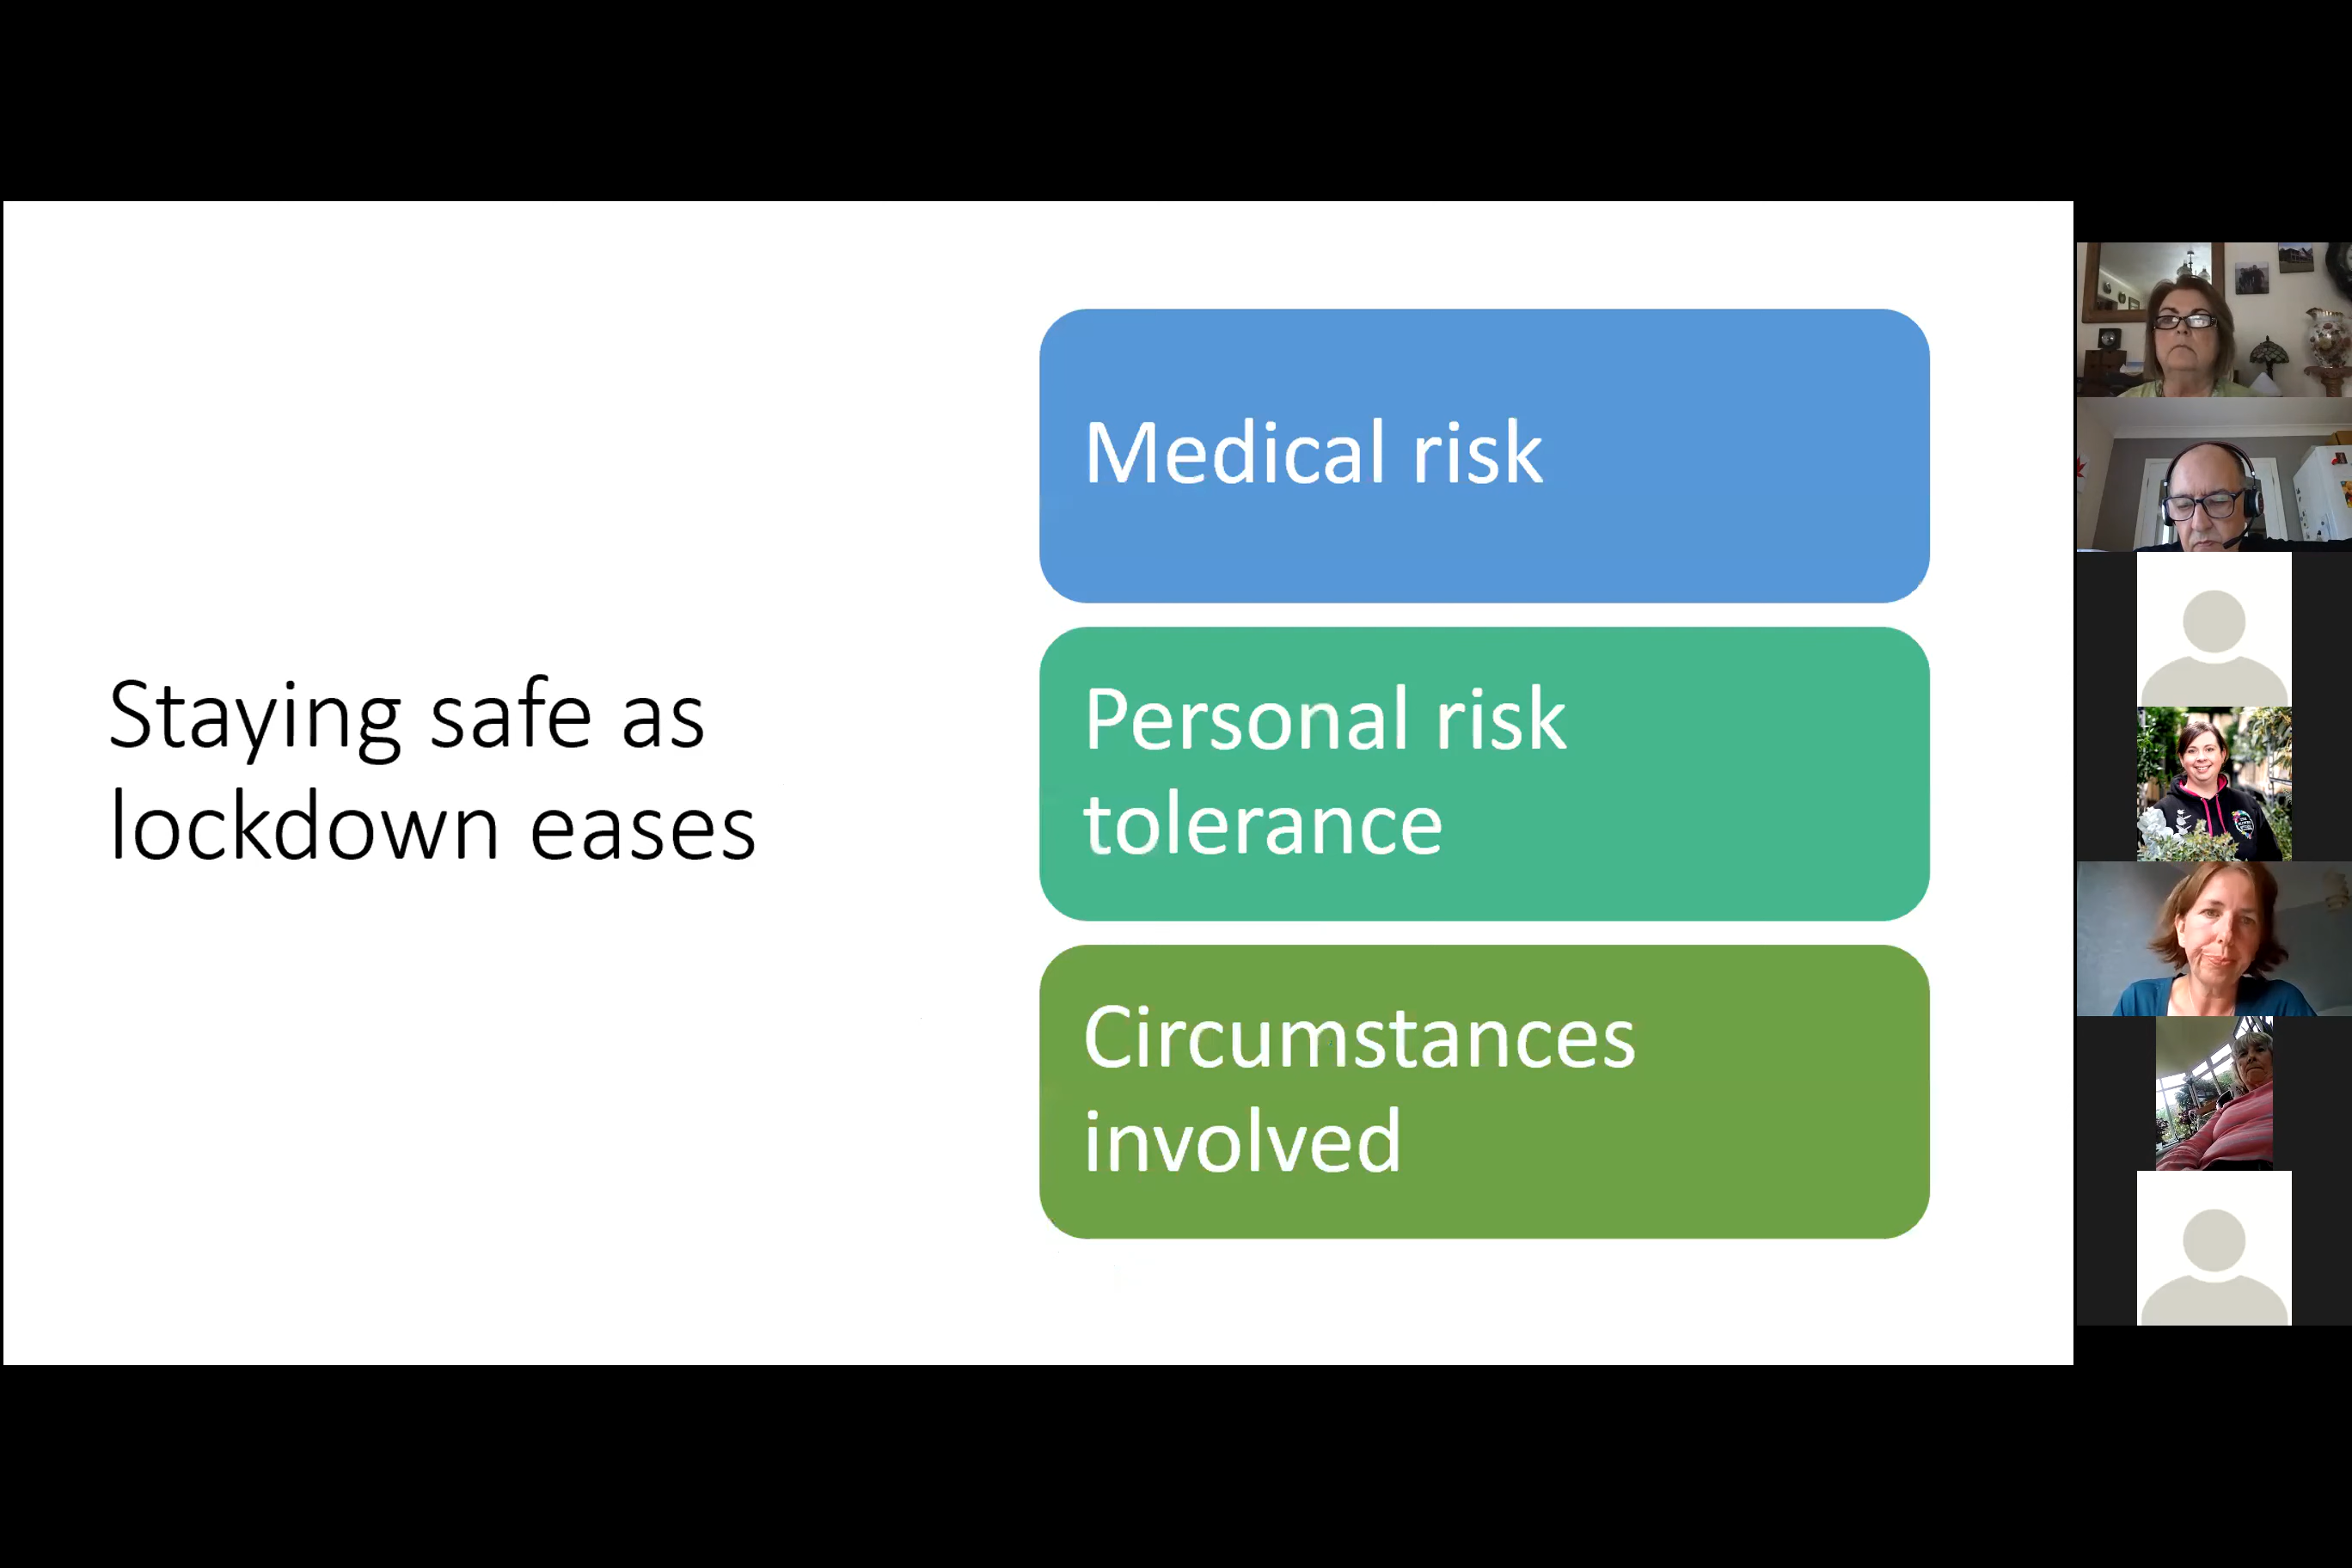 Staying safe as
lockdown eases
Medical risk
Personal risk
tolerance
Circumstances
involved